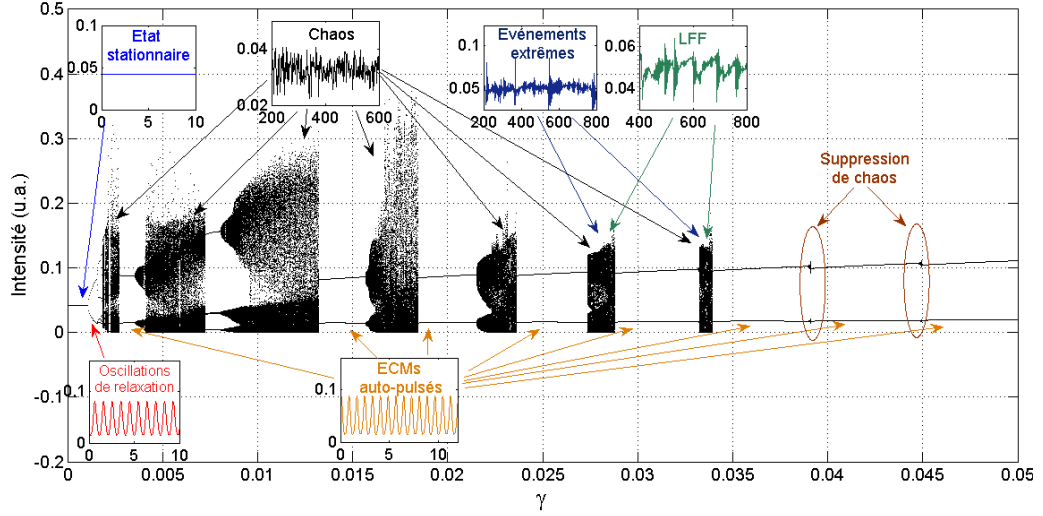 0.5
0.4
0.3
0.2
0.1
0
-0.1
-0.2
Intensité (u.a.)
0 0.005 0.01 0.015 0.02 0.025 0.03 0.035 0.04 0.045 0.05
γ
Etat
stationnaire
0.1
0.05
0
0 5 10
Chaos
0.04
0.02
200 400 600
Evénements
extrêmes
0.1
0.05
200 400 600 800
LFF
0.06
0.04
400 600 800
Suppression
de chaos
Oscillations
de relaxation
0.1
0
0 5 10
ECMs
auto-pulsés
0.1
0
0 5 10